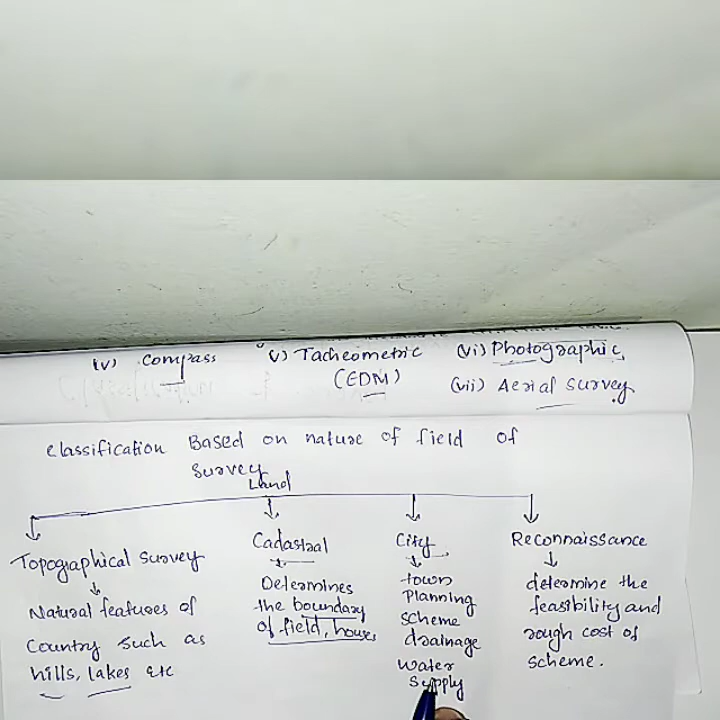 (v) Compass
(v) Tacheometric
(EDM)
(vi) Photographic
(vii) Aerial survey
Classification Based on nature of field of
survey
Land
Topographical survey
Natural features of
Country such as
hills, lakes etc
Cadastral
Determines
the boundary
of field, houses
City
town
Planning
scheme
drainage
Water
Supply
Reconnaissance
determine the
feasibility and
rough cost of
scheme.